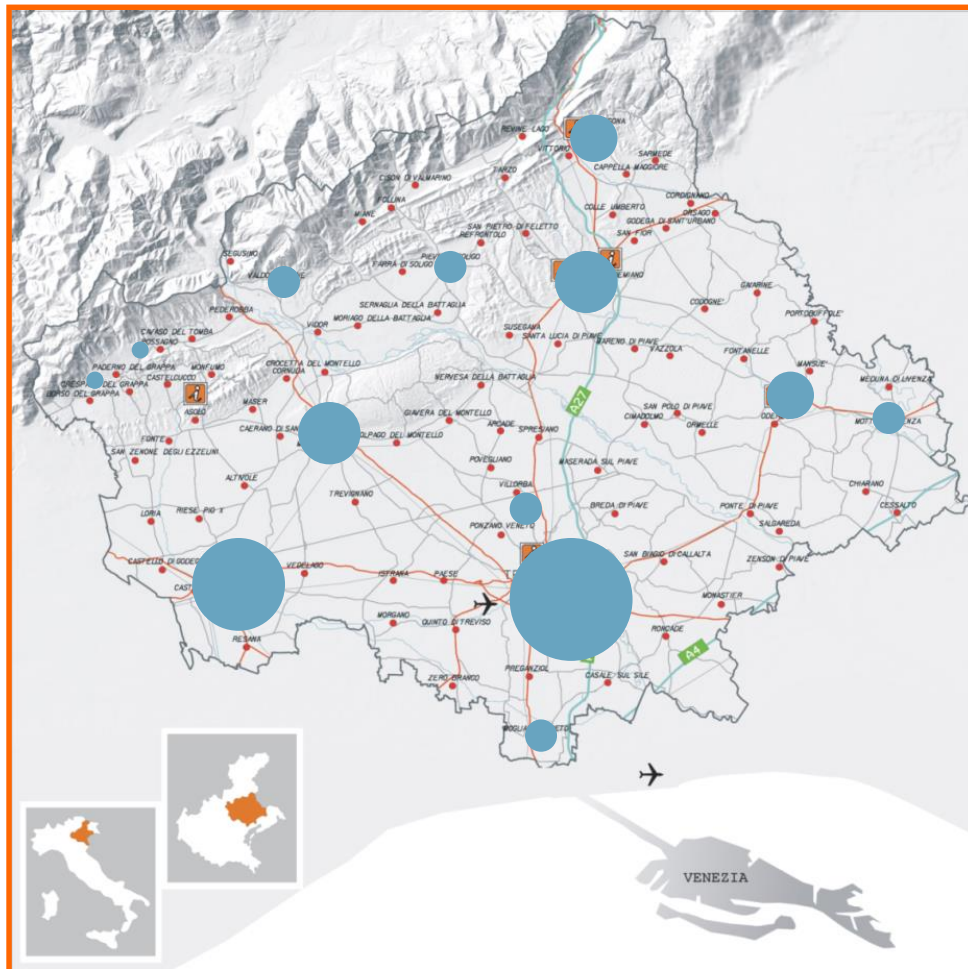 REVINE LAGO
VITTORIO
SARMEDE
CAPPELLA MAGGIORE
TARZO
CISON DI VALMARINO
FOLLINA
MIANE
CORDIGNANO
COLLE UMBERTO
ORSAGO
GODEGA DI SANT'URBANO
SAN FIOR
SAN PIETRO DI FELETTO
REFRONTOLO
SEGUSINO
FARRA DI SOLIGO
GAIARINE
CODOGNE'
PORTOBUFFOLE'
SERNAGLIA DELLA BATTAGLIA
MORIAGO DELLA BATTAGLIA
PEDEROBBA
VIDOR
SUSEGANA
SANTA LUCIA DI PIAVE
MARENO DI PIAVE
VAZZOLA
FONTANELLE
MANSUE'
CAVASO DEL TOMBA
POSSAGNO
PADERNO DEL GRAPPA
MONFUMO
CASTELCUCCO
BORSO DEL GRAPPA
CROCETTA DEL MONTELLO
CORNUDA
NERVESA DELLA BATTAGLIA
MEDUNA DI LIVENZA
ASOLO
MASER
GIAVERA DEL MONTELLO
ARCADE
SPRESIANO
CIMADOLMO
SAN POLO DI PIAVE
ORMELLE
FONTE
SAN ZENONE DEGLI EZZELINI
POVEGLIANO
MASERADA SUL PIAVE
ALTIVOLE
TREVIGNANO
VILLORBA
CHIARANO
CESSALTO
LORIA
RIESE PIO X
PONZANO VENETO
BREDA DI PIAVE
PONTE DI PIAVE
SALGAREDA
VEDELAGO
ISTRANA
PAESE
SAN BIAGIO DI CALLALTA
ZENSON DI PIAVE
MONASTIER
MORGANO
QUINTO DI TREVISO
RONCADE
RESANA
ZERO BRANCO
PREGANZIOL
CASALE SUL SILE
A27
A4
VENEZIA